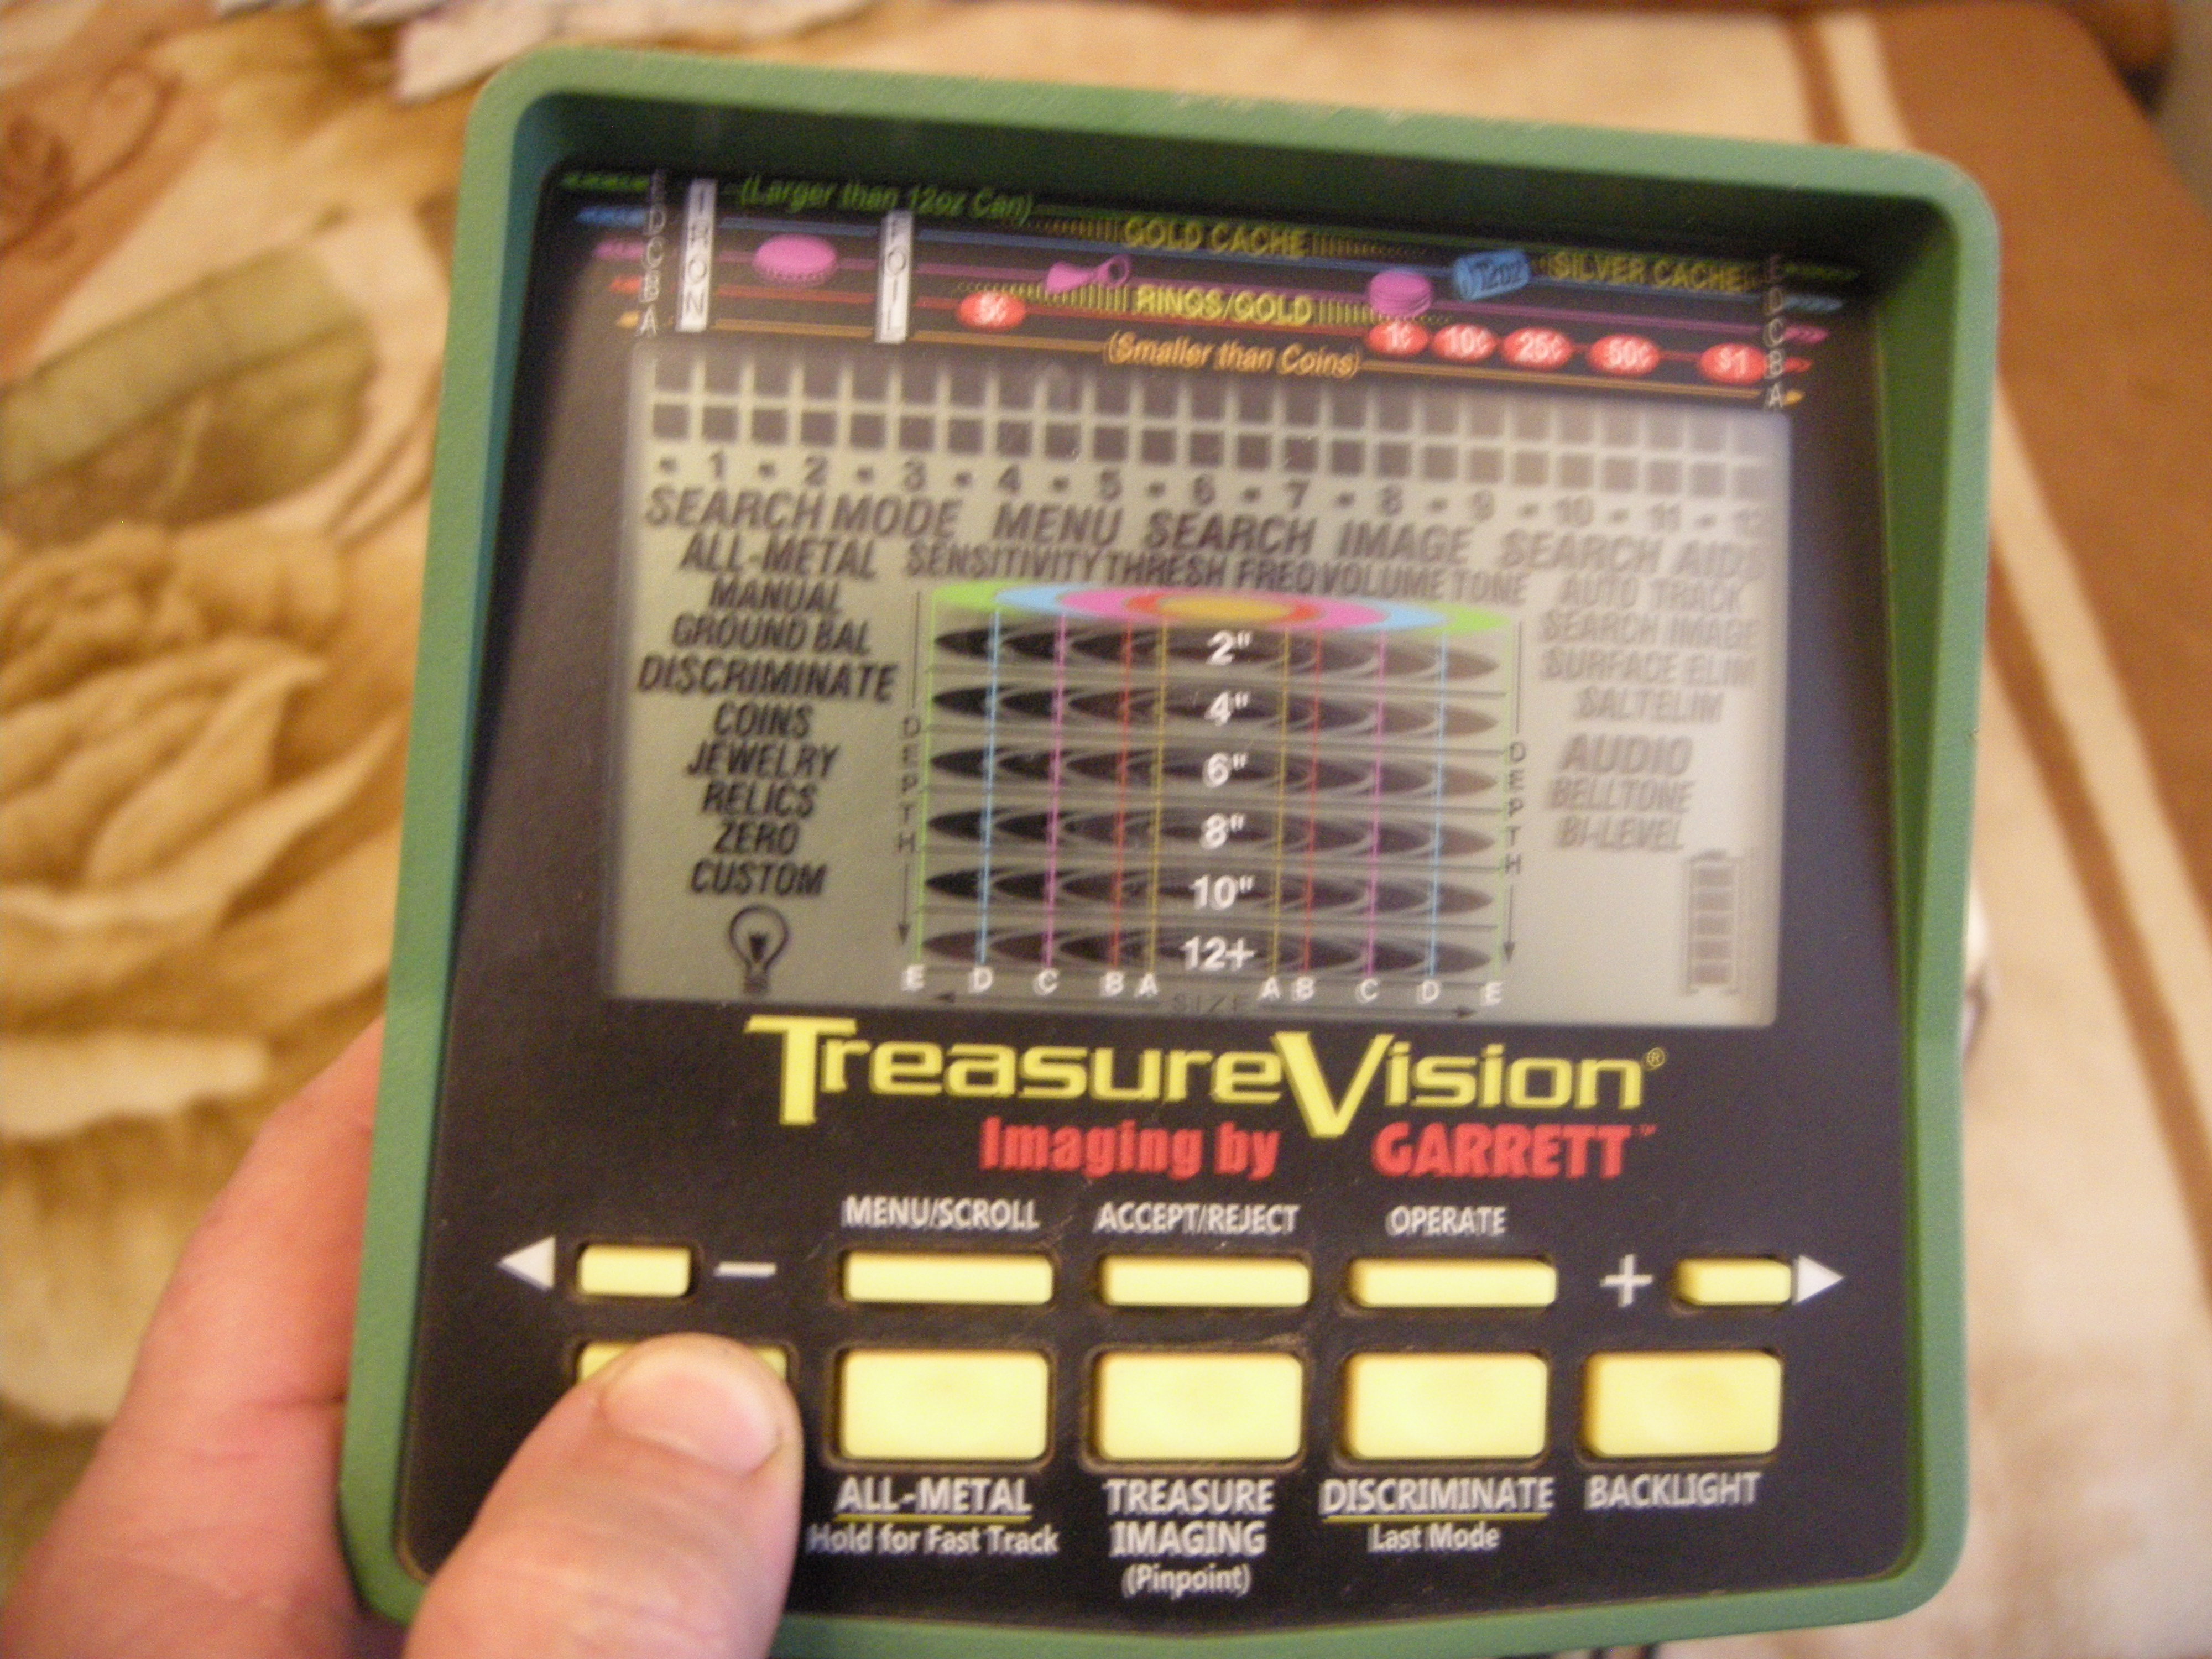 E
D
C
B
A
IRON
FOIL
(Larger than 12oz Can)
GOLD CACHE
12oz
SILVER CACHE
5¢
RINGS/GOLD
(Smaller than Coins)
1¢ 10¢ 25¢ 50¢ $1
E
D
C
B
A
1 2 3 4 5 6 7 8 9 10 11 12
SEARCH MODE MENU SEARCH IMAGE SEARCH AIDS
ALL-METAL SENSITIVITY THRESH FREQ VOLUME TONE AUTO TRACK
MANUAL
GROUND BAL
DISCRIMINATE
COINS
JEWELRY
RELICS
ZERO
CUSTOM
DEPTH
2"
4"
6"
8"
10"
12+
DEPTH
E D C B A A B C D E
SIZE
SEARCH IMAGE
SURFACE ELIM
SALT ELIM
AUDIO
BELLTONE
BI-LEVEL
TREASUREVISION®
Imaging by GARRETT™
MENU/SCROLL ACCEPT/REJECT OPERATE
− +
ALL-METAL
Hold for Fast Track
TREASURE
IMAGING
(Pinpoint)
DISCRIMINATE
Last Mode
BACKLIGHT